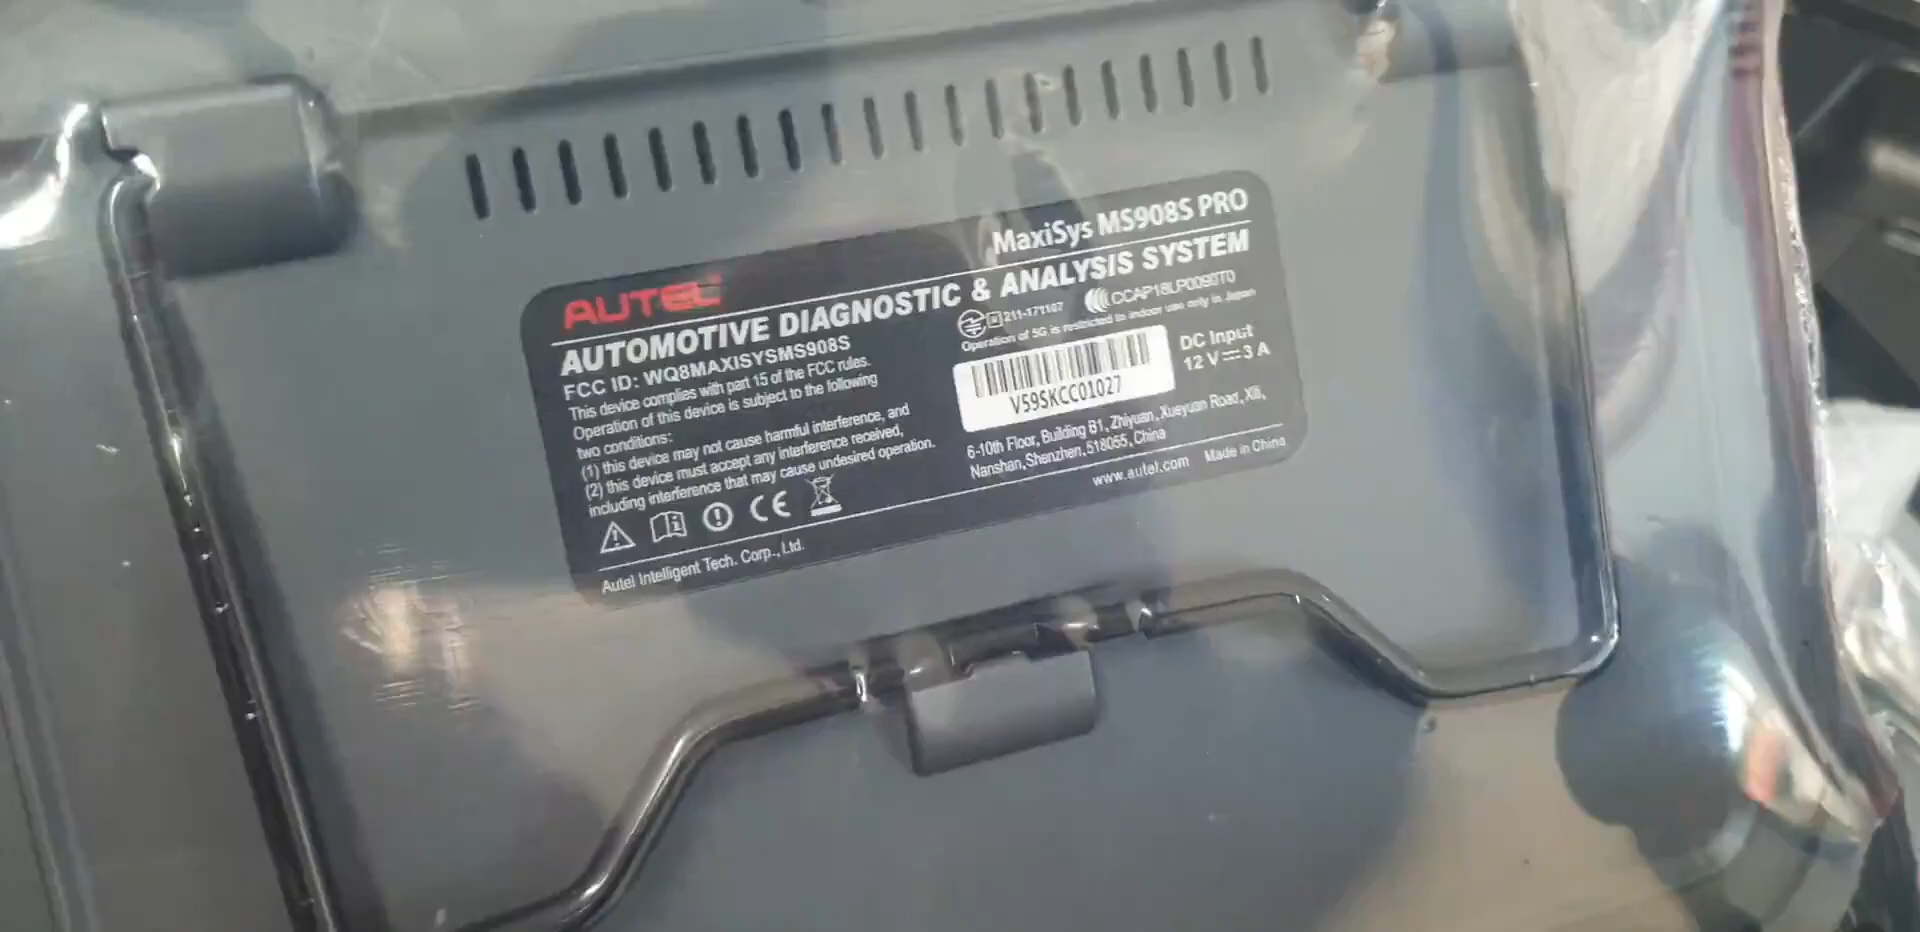 MaxiSys MS908S PRO
AUTEL
AUTOMOTIVE DIAGNOSTIC & ANALYSIS SYSTEM
FCC ID: WQ8MAXISYSMS908S
This device complies with part 15 of the FCC rules.
Operation of this device is subject to the following
two conditions:
(1) this device may not cause harmful interference, and
(2) this device must accept any interference received,
including interference that may cause undesired operation.
CE
Autel Intelligent Tech. Corp., Ltd.
211-171107
Operation of 5G is restricted to indoor use only in Japan
V59SKCC01027
DC Input
12 V 3 A
6-10th Floor, Building B1, Zhiyuan, Xueyuan Road, Xili,
Nanshan, Shenzhen, 518055, China
www.autel.com Made in China